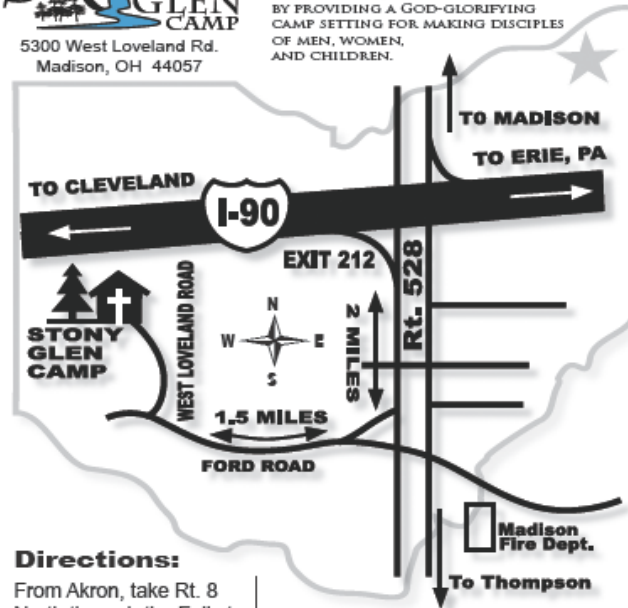 GLEN
CAMP
5300 West Loveland Rd.
Madison, OH 44057
BY PROVIDING A GOD-GLORIFYING
CAMP SETTING FOR MAKING DISCIPLES
OF MEN, WOMEN,
AND CHILDREN.
TO MADISON
TO ERIE, PA
TO CLEVELAND
I-90
EXIT 212
Rt. 528
STONY
GLEN
CAMP
WEST LOVELAND ROAD
N
W E
S
2 MILES
1.5 MILES
FORD ROAD
Madison
Fire Dept.
To Thompson
Directions:
From Akron, take Rt. 8